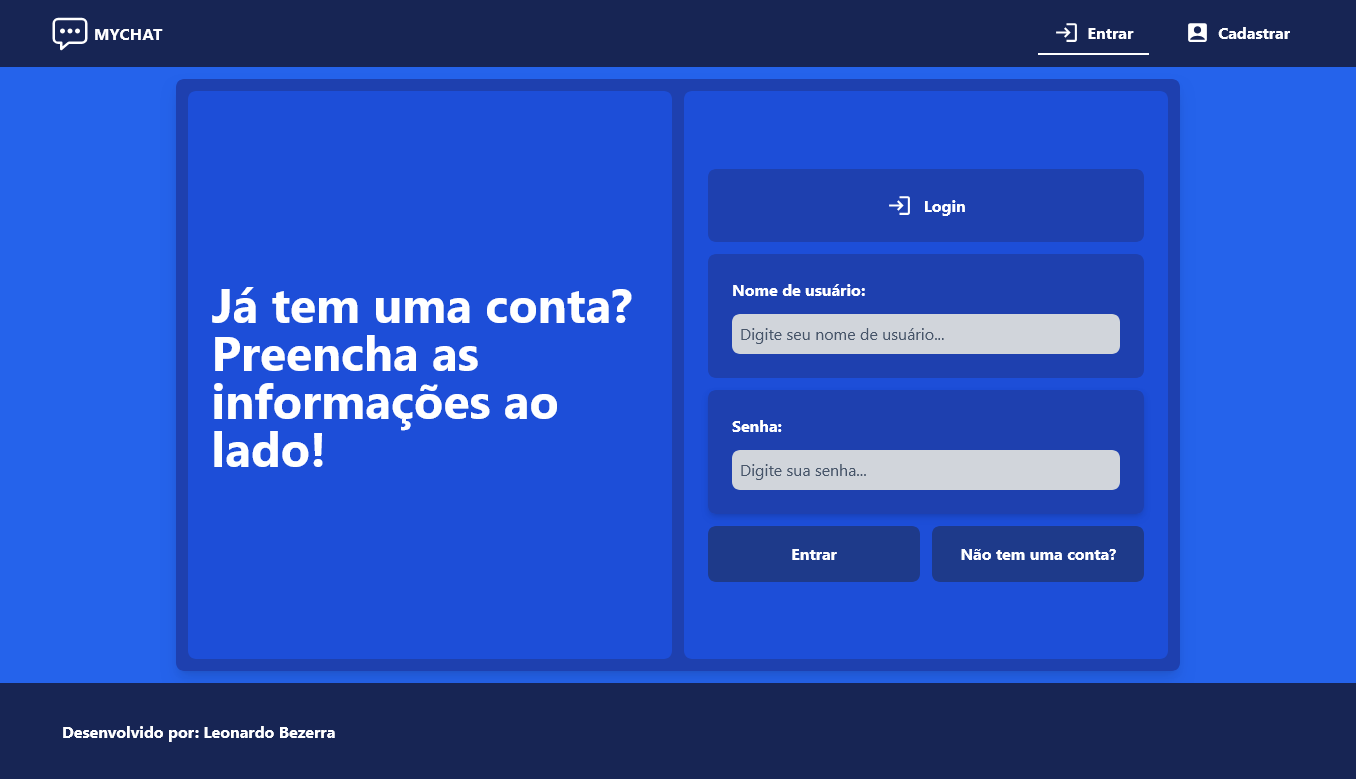 MYCHAT
Entrar
Cadastrar
Já tem uma conta?
Preencha as
informações ao
lado!
Login
Nome de usuário:
Digite seu nome de usuário...
Senha:
Digite sua senha...
Entrar
Não tem uma conta?
Desenvolvido por: Leonardo Bezerra